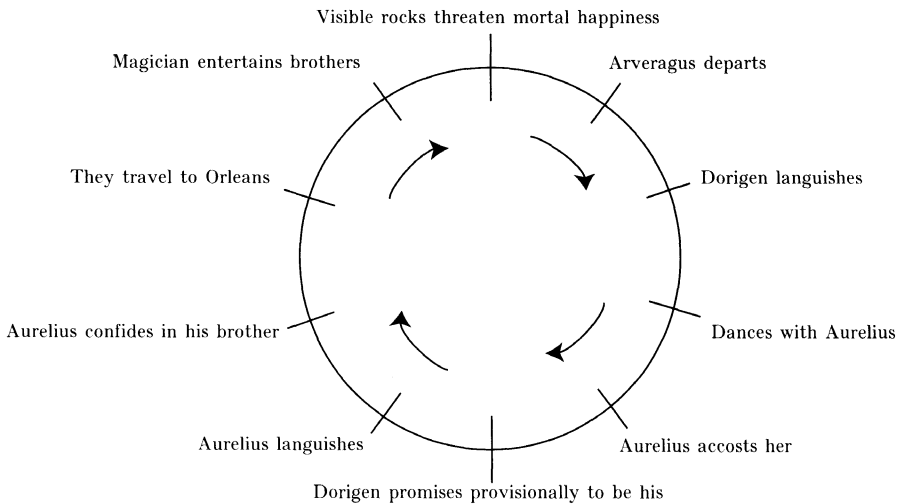 Visible rocks threaten mortal happiness
Magician entertains brothers
Arveragus departs
They travel to Orleans
Dorigen languishes
Aurelius confides in his brother
Dances with Aurelius
Aurelius languishes
Aurelius accosts her
Dorigen promises provisionally to be his